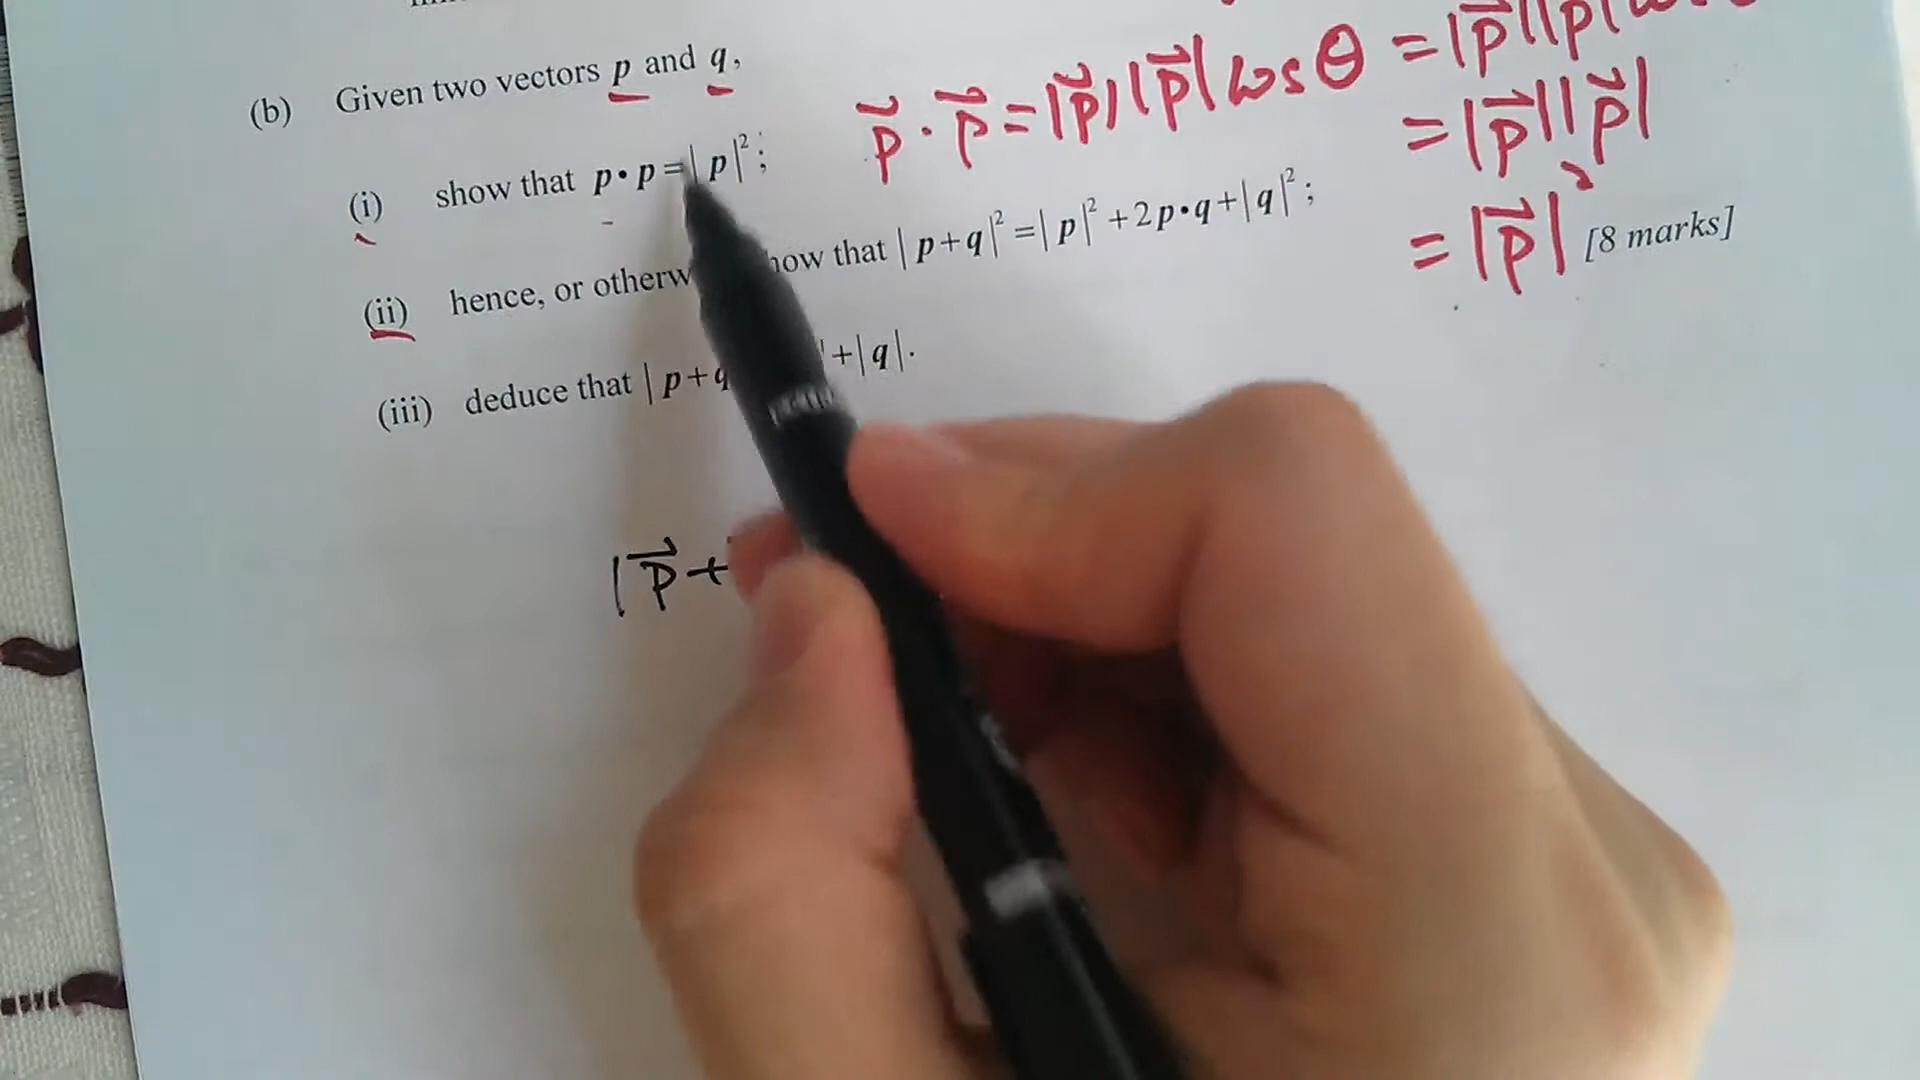 (b) Given two vectors p and q,
(i) show that p•p=|p|²;
(ii) hence, or otherw how that |p+q|²=|p|²+2p•q+|q|²;
[8 marks]
(iii) deduce that |p+q +|q|.
p⃗ · p⃗ = |p⃗||p⃗| cos θ = |p⃗||p|
= |p⃗||p⃗|
= |p⃗|²
|p⃗ +